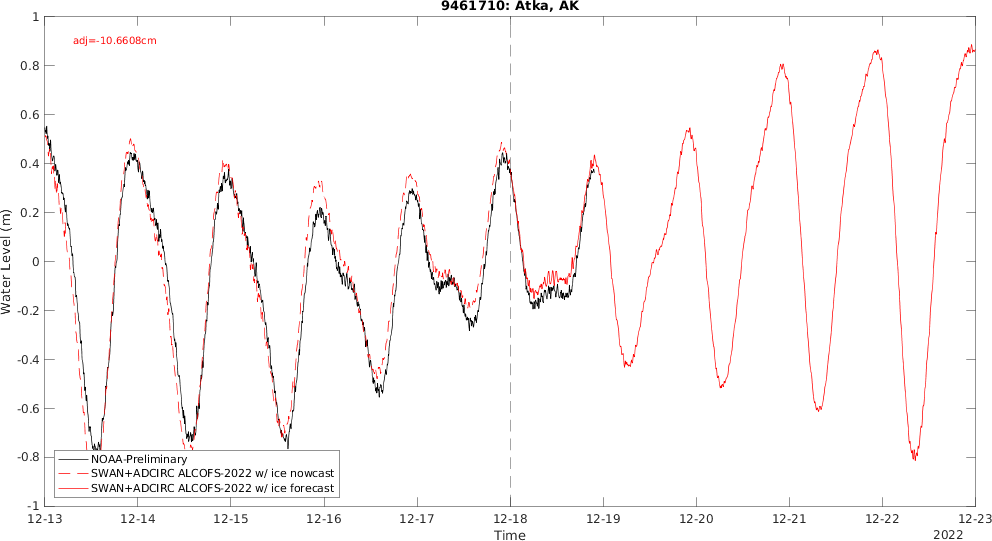 9461710: Atka, AK
adj=-10.6608cm
Water Level (m)
1
0.8
0.6
0.4
0.2
0
-0.2
-0.4
-0.6
-0.8
-1
NOAA-Preliminary
SWAN+ADCIRC ALCOFS-2022 w/ ice nowcast
SWAN+ADCIRC ALCOFS-2022 w/ ice forecast
12-13 12-14 12-15 12-16 12-17 12-18 12-19 12-20 12-21 12-22 12-23
Time
2022